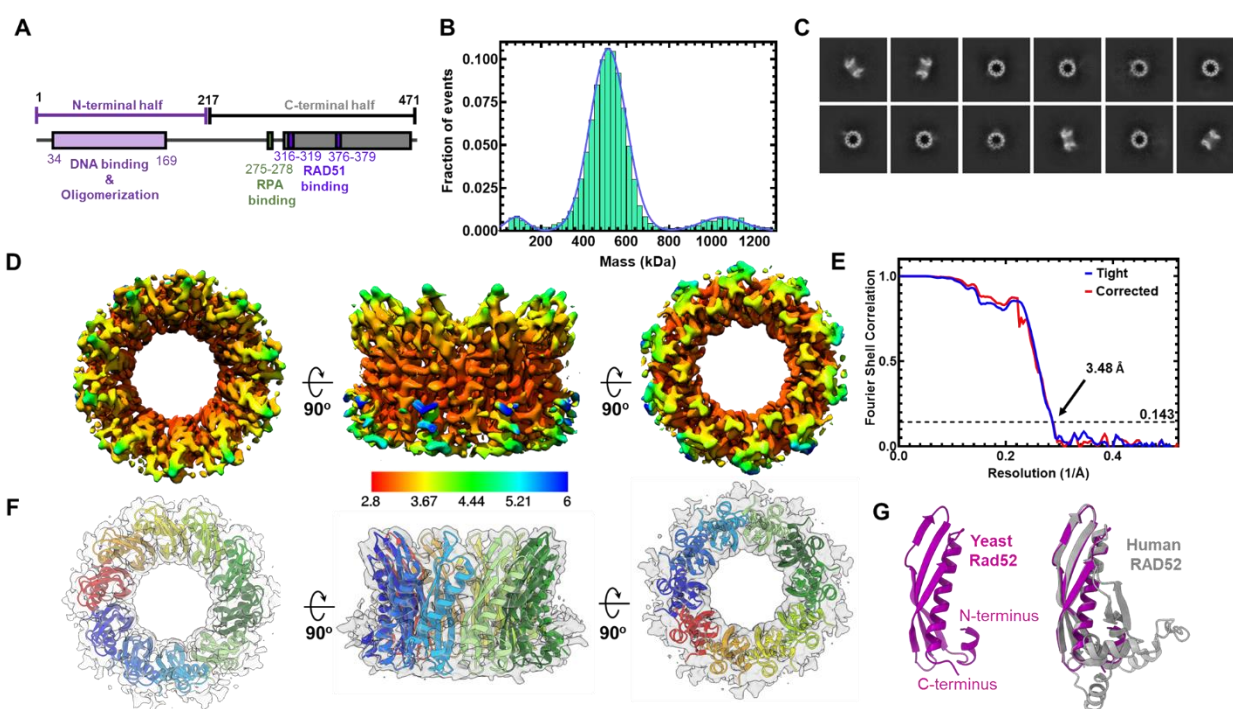 A
1
217
471
N-terminal half
C-terminal half
34
169
DNA binding
&
Oligomerization
316-319
376-379
275-278
RAD51
RPA
binding
binding
B
Fraction of events
0.100
0.075
0.050
0.025
0.000
200
400
600
800
1000
1200
Mass (kDa)
C
D
90º
90º
2.8
3.67
4.44
5.21
6
E
Fourier Shell Correlation
1.0
0.5
0.0
Tight
Corrected
3.48 Å
0.143
0.0
0.2
0.4
Resolution (1/Å)
F
90º
90º
G
Yeast
Rad52
Human
RAD52
N-terminus
C-terminus